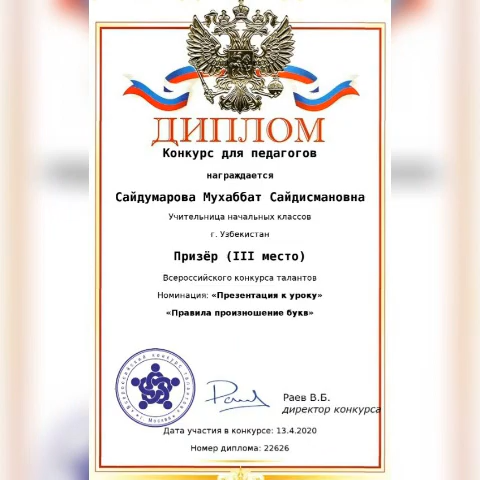 ДИПЛОМ
Конкурс для педагогов
награждается
Сайдумарова Мухаббат Сайдисмановна
Учительница начальных классов
г. Узбекистан
Призёр (III место)
Всероссийского конкурса талантов
Номинация: «Презентация к уроку»
«Правила произношение букв»
Раев В.Б.
директор конкурса
Дата участия в конкурсе: 13.4.2020
Номер диплома: 22626